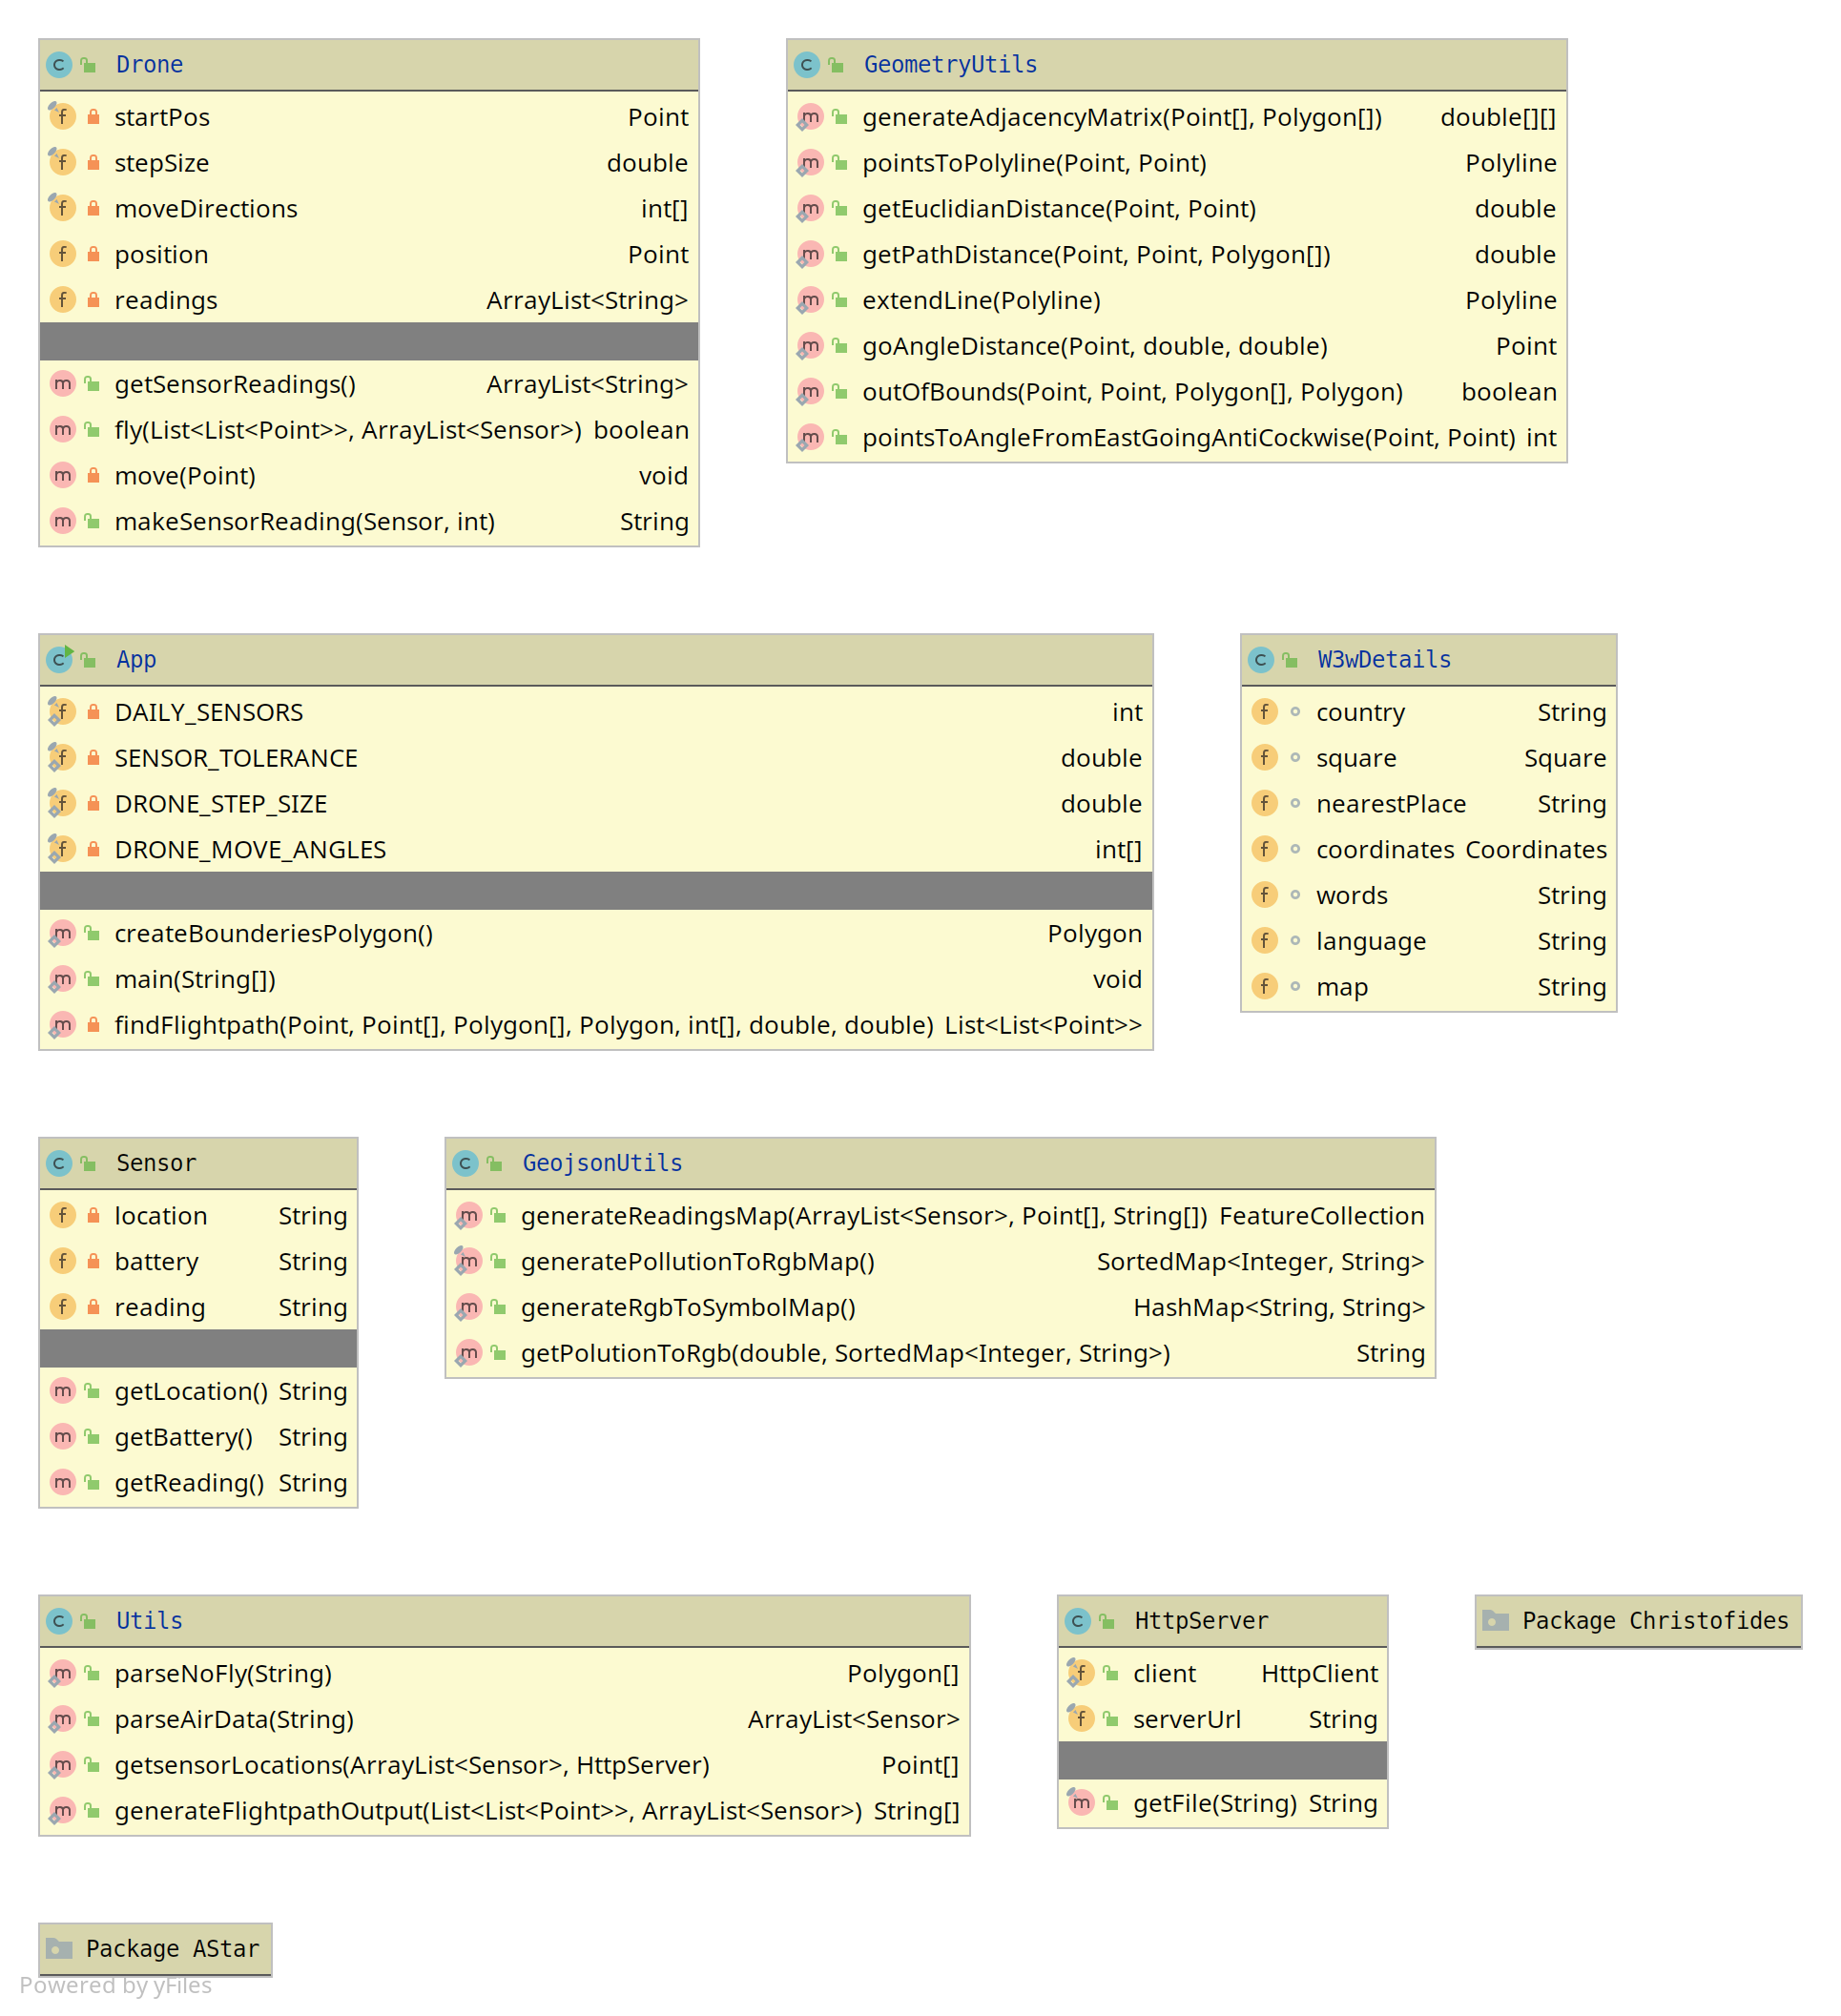 Drone
startPos Point
stepSize double
moveDirections int[]
position Point
readings ArrayList<String>
getSensorReadings() ArrayList<String>
fly(List<List<Point>>, ArrayList<Sensor>) boolean
move(Point) void
makeSensorReading(Sensor, int) String
GeometryUtils
generateAdjacencyMatrix(Point[], Polygon[]) double[][]
pointsToPolyline(Point, Point) Polyline
getEuclidianDistance(Point, Point) double
getPathDistance(Point, Point, Polygon[]) double
extendLine(Polyline) Polyline
goAngleDistance(Point, double, double) Point
outOfBounds(Point, Point, Polygon[], Polygon) boolean
pointsToAngleFromEastGoingAntiCockwise(Point, Point) int
App
DAILY_SENSORS int
SENSOR_TOLERANCE double
DRONE_STEP_SIZE double
DRONE_MOVE_ANGLES int[]
createBounderiesPolygon() Polygon
main(String[]) void
findFlightpath(Point, Point[], Polygon[], Polygon, int[], double, double) List<List<Point>>
W3wDetails
country String
square Square
nearestPlace String
coordinates Coordinates
words String
language String
map String
Sensor
location String
battery String
reading String
getLocation() String
getBattery() String
getReading() String
GeojsonUtils
generateReadingsMap(ArrayList<Sensor>, Point[], String[]) FeatureCollection
generatePollutionToRgbMap() SortedMap<Integer, String>
generateRgbToSymbolMap() HashMap<String, String>
getPolutionToRgb(double, SortedMap<Integer, String>) String
Utils
parseNoFly(String) Polygon[]
parseAirData(String) ArrayList<Sensor>
getsensorLocations(ArrayList<Sensor>, HttpServer) Point[]
generateFlightpathOutput(List<List<Point>>, ArrayList<Sensor>) String[]
HttpServer
client HttpClient
serverUrl String
getFile(String) String
Package Christofides
Package AStar
Powered by yFiles